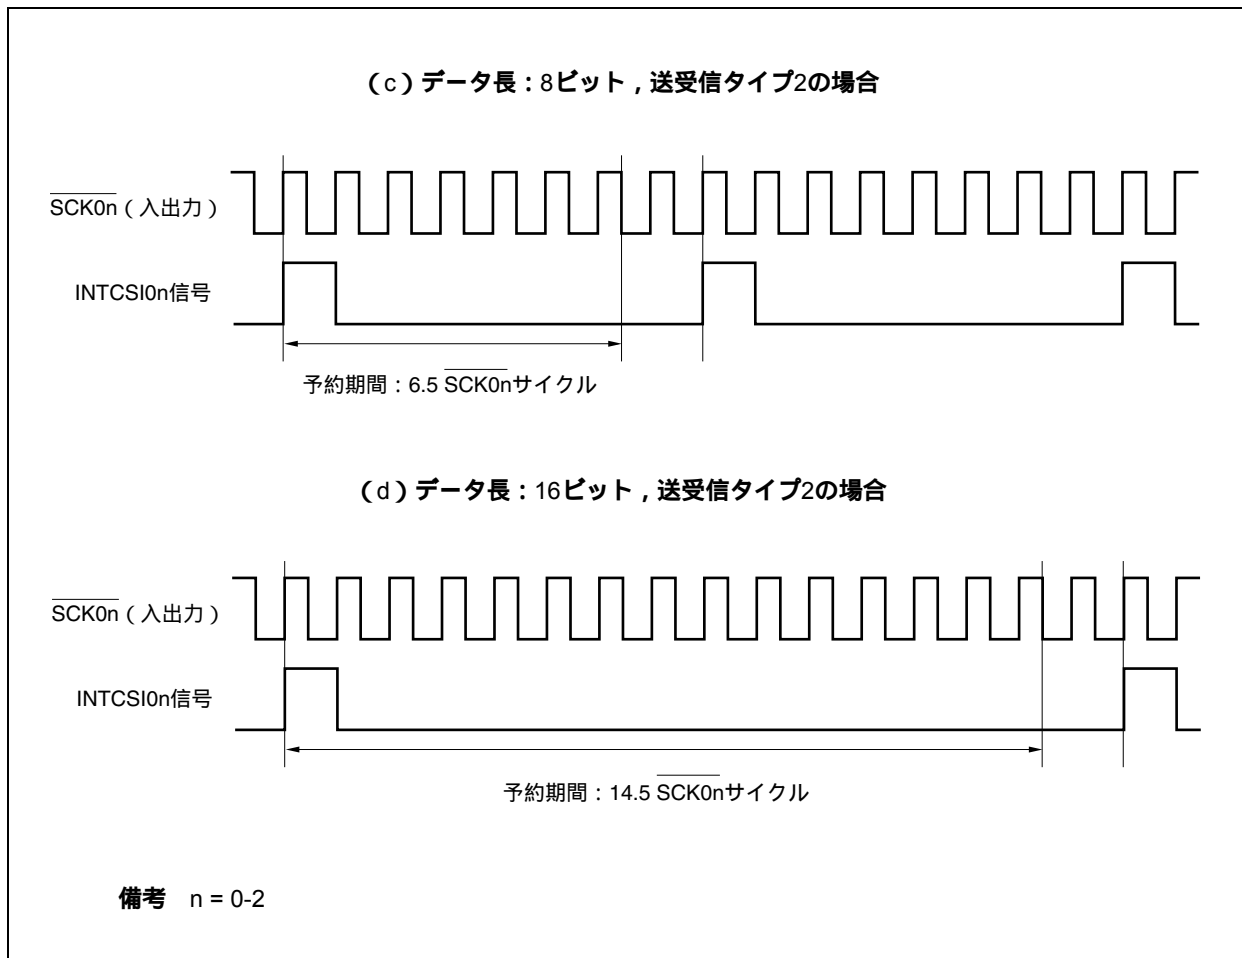 （c）データ長：8ビット，送受信タイプ2の場合
SCK0n（入出力）
INTCSI0n信号
予約期間：6.5 SCK0nサイクル
（d）データ長：16ビット，送受信タイプ2の場合
SCK0n（入出力）
INTCSI0n信号
予約期間：14.5 SCK0nサイクル
備考　n = 0-2